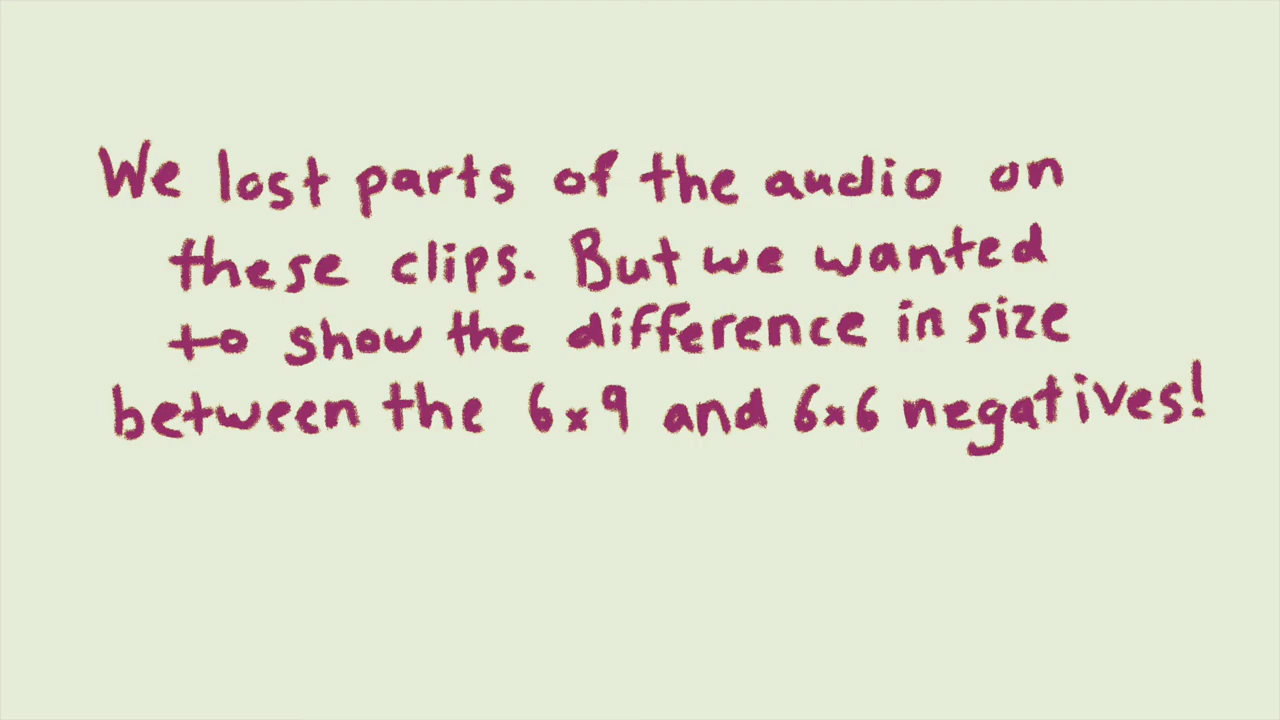 We lost parts of the audio on
these clips. But we wanted
to show the difference in size
between the 6x9 and 6x6 negatives!